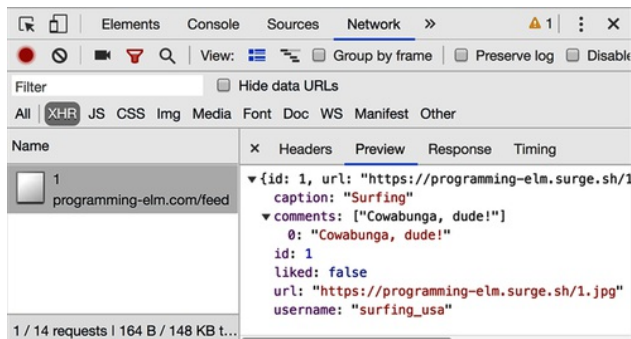 Elements Console Sources Network » 1
View: Group by frame Preserve log Disable
Filter Hide data URLs
All XHR JS CSS Img Media Font Doc WS Manifest Other
Name × Headers Preview Response Timing
1
programming-elm.com/feed
▼{id: 1, url: "https://programming-elm.surge.sh/1
caption: "Surfing"
▼comments: ["Cowabunga, dude!"]
0: "Cowabunga, dude!"
id: 1
liked: false
url: "https://programming-elm.surge.sh/1.jpg"
username: "surfing_usa"
1 / 14 requests | 164 B / 148 KB t...